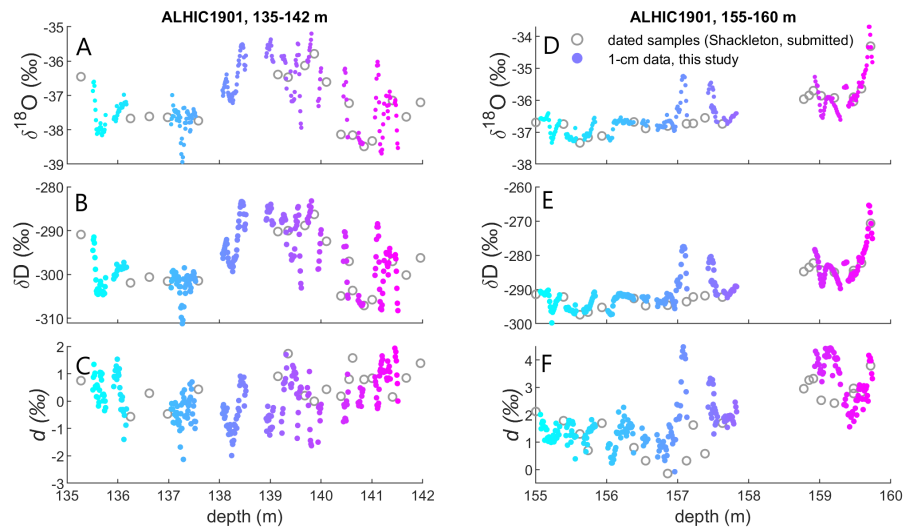 ALHIC1901, 135-142 m
A
δ18O (‰)
-35
-36
-37
-38
-39
B
δD (‰)
-280
-290
-300
-310
C
d (‰)
2
1
0
-1
-2
-3
135
136
137
138
139
140
141
142
depth (m)
ALHIC1901, 155-160 m
D
dated samples (Shackleton, submitted)
1-cm data, this study
δ18O (‰)
-34
-35
-36
-37
-38
E
δD (‰)
-260
-270
-280
-290
-300
F
d (‰)
4
3
2
1
0
155
156
157
158
159
160
depth (m)